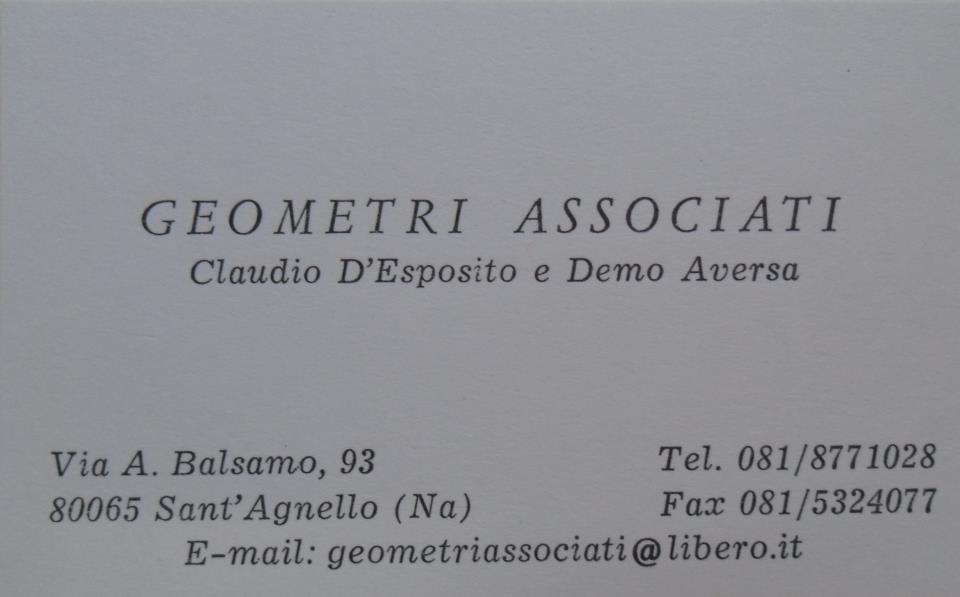 GEOMETRI ASSOCIATI
Claudio D'Esposito e Demo Aversa
Via A. Balsamo, 93
80065 Sant'Agnello (Na)
Tel. 081/8771028
Fax 081/5324077
E-mail: geometriassociati@libero.it